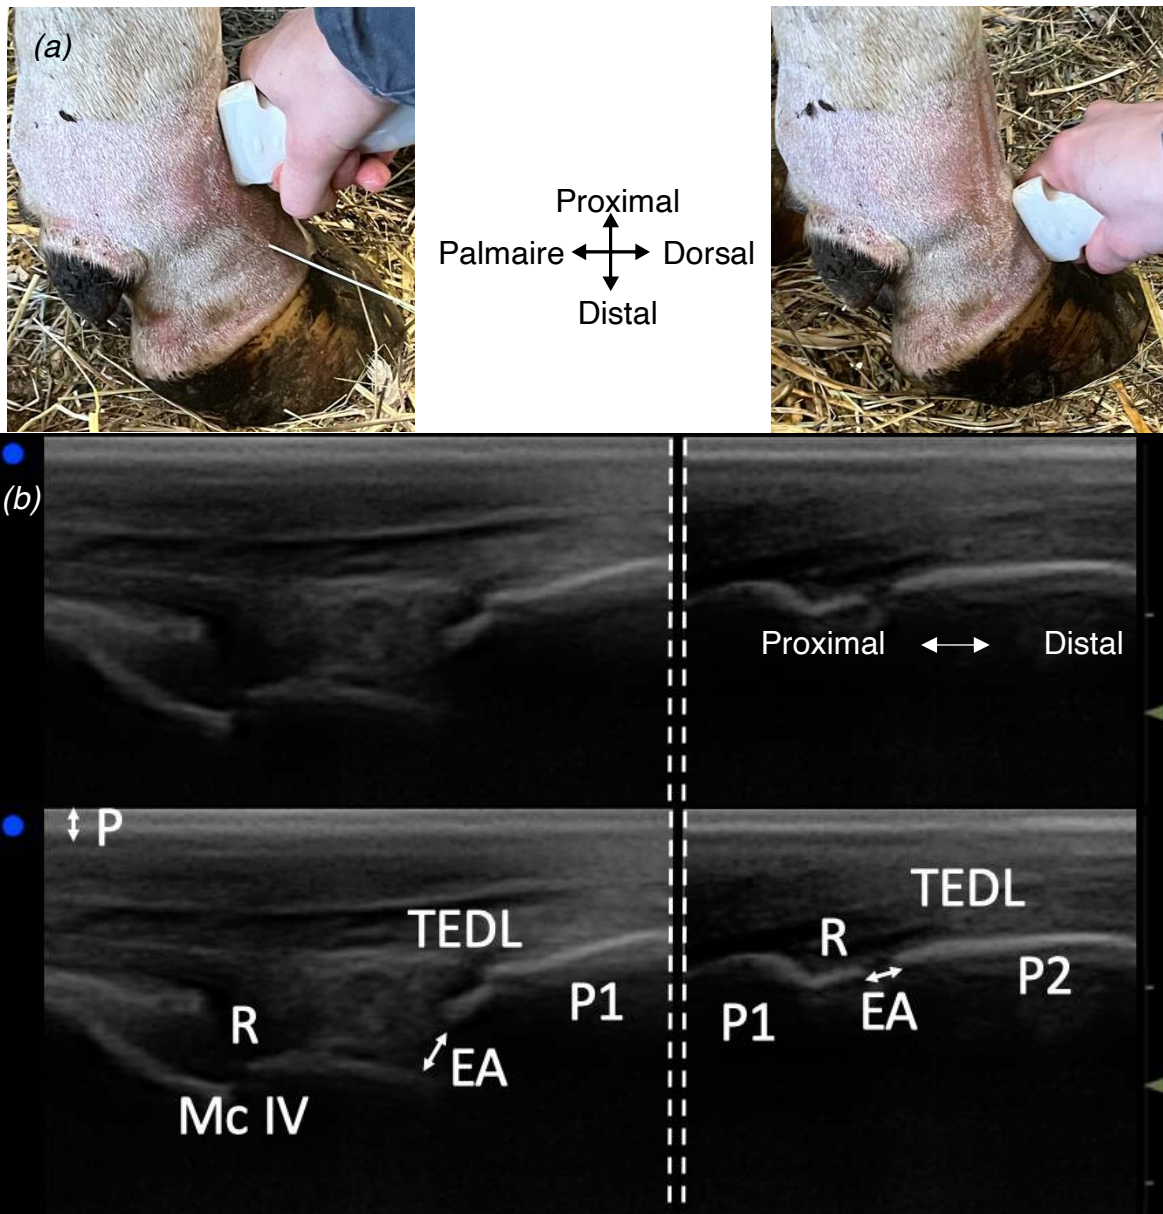 (a)
Proximal
Palmaire
Dorsal
Distal
(b)
Proximal
Distal
P
TEDL
R
P1
EA
Mc IV
TEDL
R
P2
EA
P1